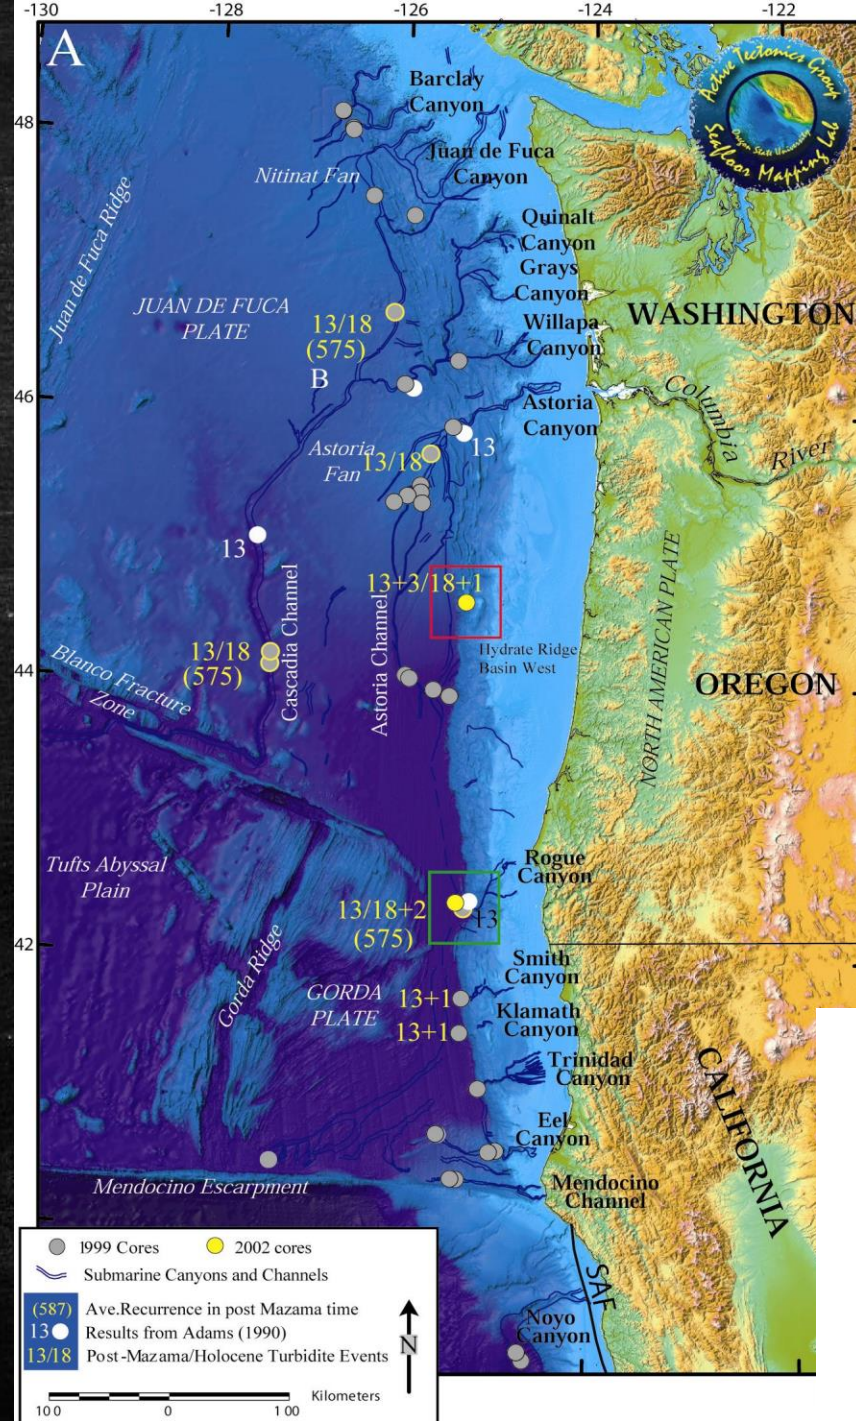 -130
-128
-126
-124
-122
A
48
46
44
42
Active Tectonics Group
Oregon State University
Seafloor Mapping Lab
Barclay
Canyon
Juan de Fuca
Canyon
Nitinat Fan
Juan de Fuca Ridge
Quinalt
Canyon
Grays
Canyon
JUAN DE FUCA
PLATE
13/18
(575)
Willapa
Canyon
WASHINGTON
B
Astoria
Canyon
Columbia
River
Astoria
Fan
13/18
13
13
13+3/18+1
Hydrate Ridge
Basin West
Cascadia Channel
Astoria Channel
13/18
(575)
Blanco Fracture
Zone
NORTH AMERICAN PLATE
OREGON
Tufts Abyssal
Plain
Rogue
Canyon
13/18+2
(575)
13
Gorda Ridge
GORDA
PLATE
Smith
Canyon
13+1
Klamath
Canyon
13+1
Trinidad
Canyon
CALIFORNIA
Eel
Canyon
Mendocino Escarpment
Mendocino
Channel
SAF
Noyo
Canyon
1999 Cores
2002 cores
Submarine Canyons and Channels
(587) Ave.Recurrence in post Mazama time
13 Results from Adams (1990)
13/18 Post-Mazama/Holocene Turbidite Events
N
Kilometers
10 0 0 1 00